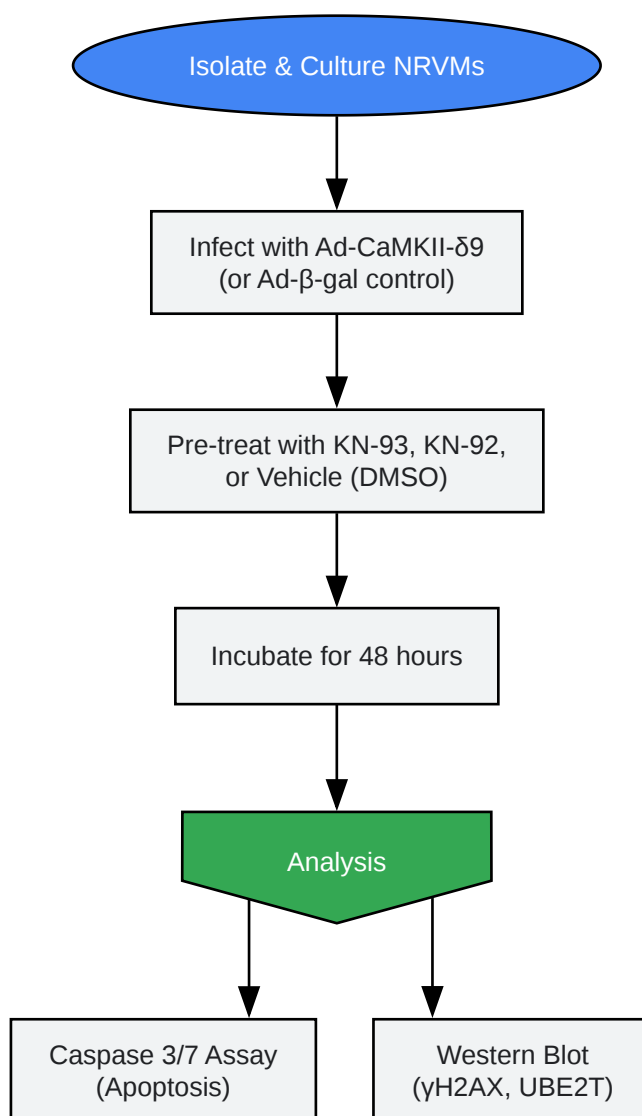 Isolate & Culture NRVMs
Infect with Ad-CaMKII-δ9
(or Ad-β-gal control)
Pre-treat with KN-93, KN-92,
or Vehicle (DMSO)
Incubate for 48 hours
Analysis
Caspase 3/7 Assay
(Apoptosis)
Western Blot
(γH2AX, UBE2T)